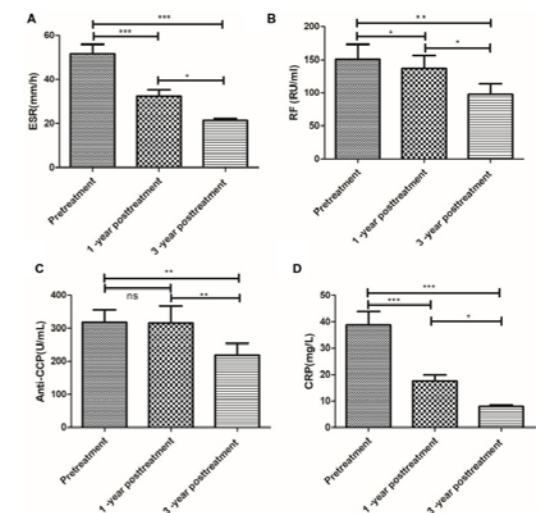 A
***
***
*
ESR(mm/h)
60
40
20
0
Pretreatment
1 -year posttreatment
3 -year posttreatment
B
**
*
*
RF (RU/ml)
200
150
100
50
0
Pretreatment
1 -year posttreatment
3 -year posttreatment
C
**
ns
**
Anti-CCP(U/mL)
400
300
200
100
0
Pretreatment
1 -year posttreatment
3 -year posttreatment
D
***
***
*
CRP(mg/L)
50
40
30
20
10
0
Pretreatment
1 -year posttreatment
3 -year posttreatment